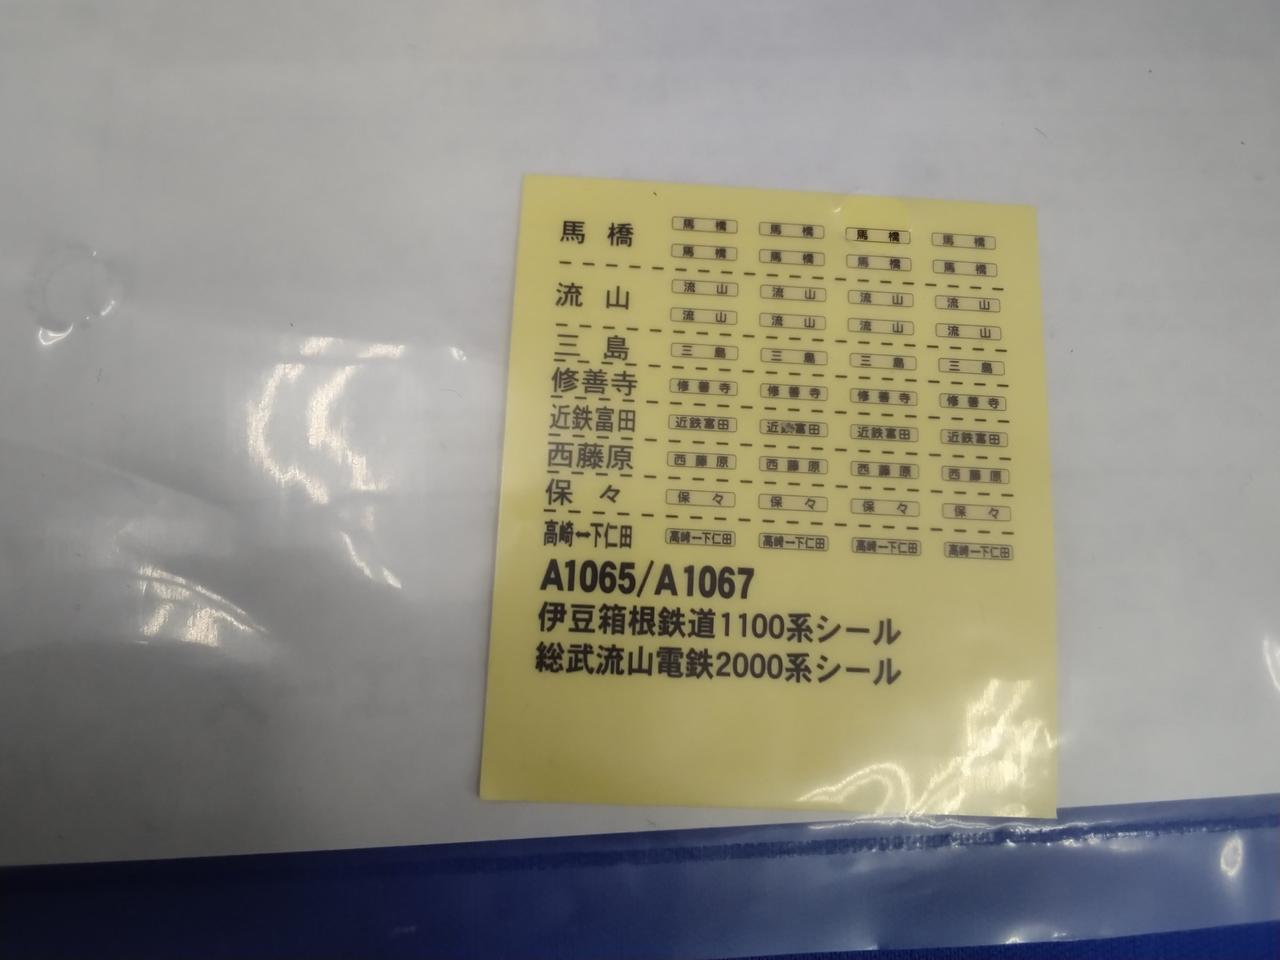 馬橋 馬橋 馬橋 馬橋 馬橋
馬橋 馬橋 馬橋 馬橋
流山 流山 流山 流山 流山
流山 流山 流山 流山
三島 三島 三島 三島 三島
修善寺 修善寺 修善寺 修善寺 修善寺
近鉄富田 近鉄富田 近鉄富田 近鉄富田 近鉄富田
西藤原 西藤原 西藤原 西藤原 西藤原
保々 保々 保々 保々 保々
高崎↔下仁田 高崎↔下仁田 高崎↔下仁田 高崎↔下仁田 高崎↔下仁田
A1065/A1067
伊豆箱根鉄道1100系シール
総武流山電鉄2000系シール